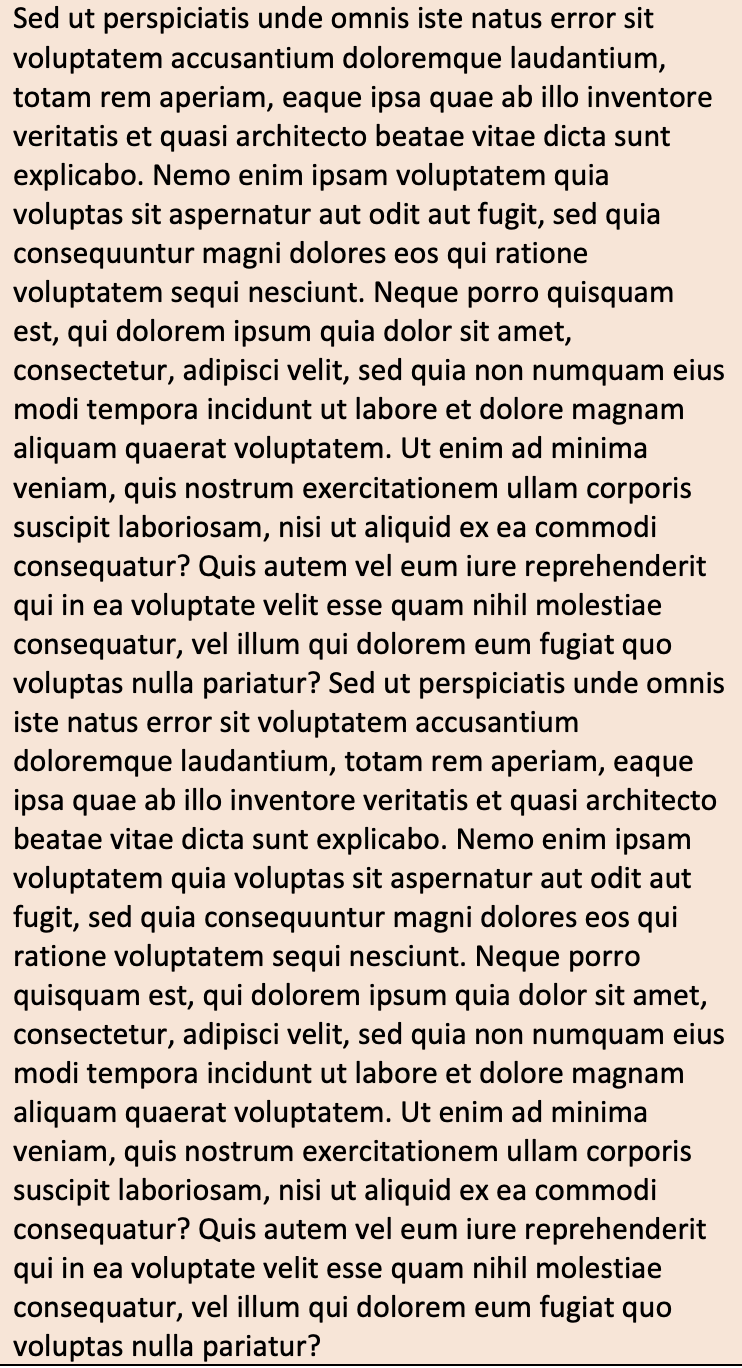 Sed ut perspiciatis unde omnis iste natus error sit
voluptatem accusantium doloremque laudantium,
totam rem aperiam, eaque ipsa quae ab illo inventore
veritatis et quasi architecto beatae vitae dicta sunt
explicabo. Nemo enim ipsam voluptatem quia
voluptas sit aspernatur aut odit aut fugit, sed quia
consequuntur magni dolores eos qui ratione
voluptatem sequi nesciunt. Neque porro quisquam
est, qui dolorem ipsum quia dolor sit amet,
consectetur, adipisci velit, sed quia non numquam eius
modi tempora incidunt ut labore et dolore magnam
aliquam quaerat voluptatem. Ut enim ad minima
veniam, quis nostrum exercitationem ullam corporis
suscipit laboriosam, nisi ut aliquid ex ea commodi
consequatur? Quis autem vel eum iure reprehenderit
qui in ea voluptate velit esse quam nihil molestiae
consequatur, vel illum qui dolorem eum fugiat quo
voluptas nulla pariatur? Sed ut perspiciatis unde omnis
iste natus error sit voluptatem accusantium
doloremque laudantium, totam rem aperiam, eaque
ipsa quae ab illo inventore veritatis et quasi architecto
beatae vitae dicta sunt explicabo. Nemo enim ipsam
voluptatem quia voluptas sit aspernatur aut odit aut
fugit, sed quia consequuntur magni dolores eos qui
ratione voluptatem sequi nesciunt. Neque porro
quisquam est, qui dolorem ipsum quia dolor sit amet,
consectetur, adipisci velit, sed quia non numquam eius
modi tempora incidunt ut labore et dolore magnam
aliquam quaerat voluptatem. Ut enim ad minima
veniam, quis nostrum exercitationem ullam corporis
suscipit laboriosam, nisi ut aliquid ex ea commodi
consequatur? Quis autem vel eum iure reprehenderit
qui in ea voluptate velit esse quam nihil molestiae
consequatur, vel illum qui dolorem eum fugiat quo
voluptas nulla pariatur?